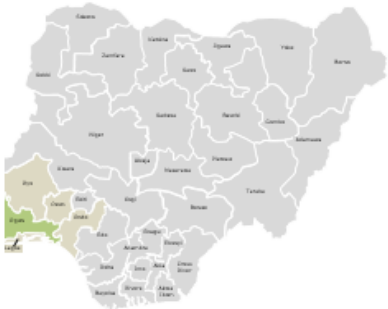 Sokoto
Katsina
Jigawa
Yobe
Borno
Zamfara
Kano
Kebbi
Kaduna
Bauchi
Gombe
Niger
Adamawa
Abuja
Plateau
Kwara
Nasarawa
Oyo
Taraba
Osun
Ekiti
Kogi
Benue
Ogun
Ondo
Edo
Enugu
Anambra
Ebonyi
Delta
Imo
Abia
Cross
River
Bayelsa
Rivers
Akwa
Ibom